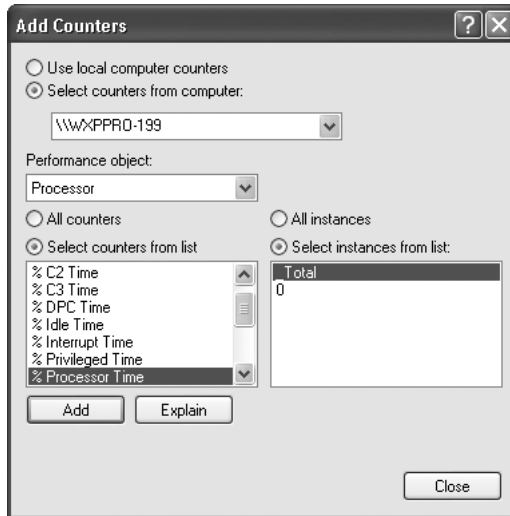 Add Counters
Use local computer counters
Select counters from computer:
\\WXPPRO-199
Performance object:
Processor
All counters
All instances
Select counters from list
Select instances from list:
% C2 Time
% C3 Time
% DPC Time
% Idle Time
% Interrupt Time
% Privileged Time
% Processor Time
_Total
0
Add
Explain
Close